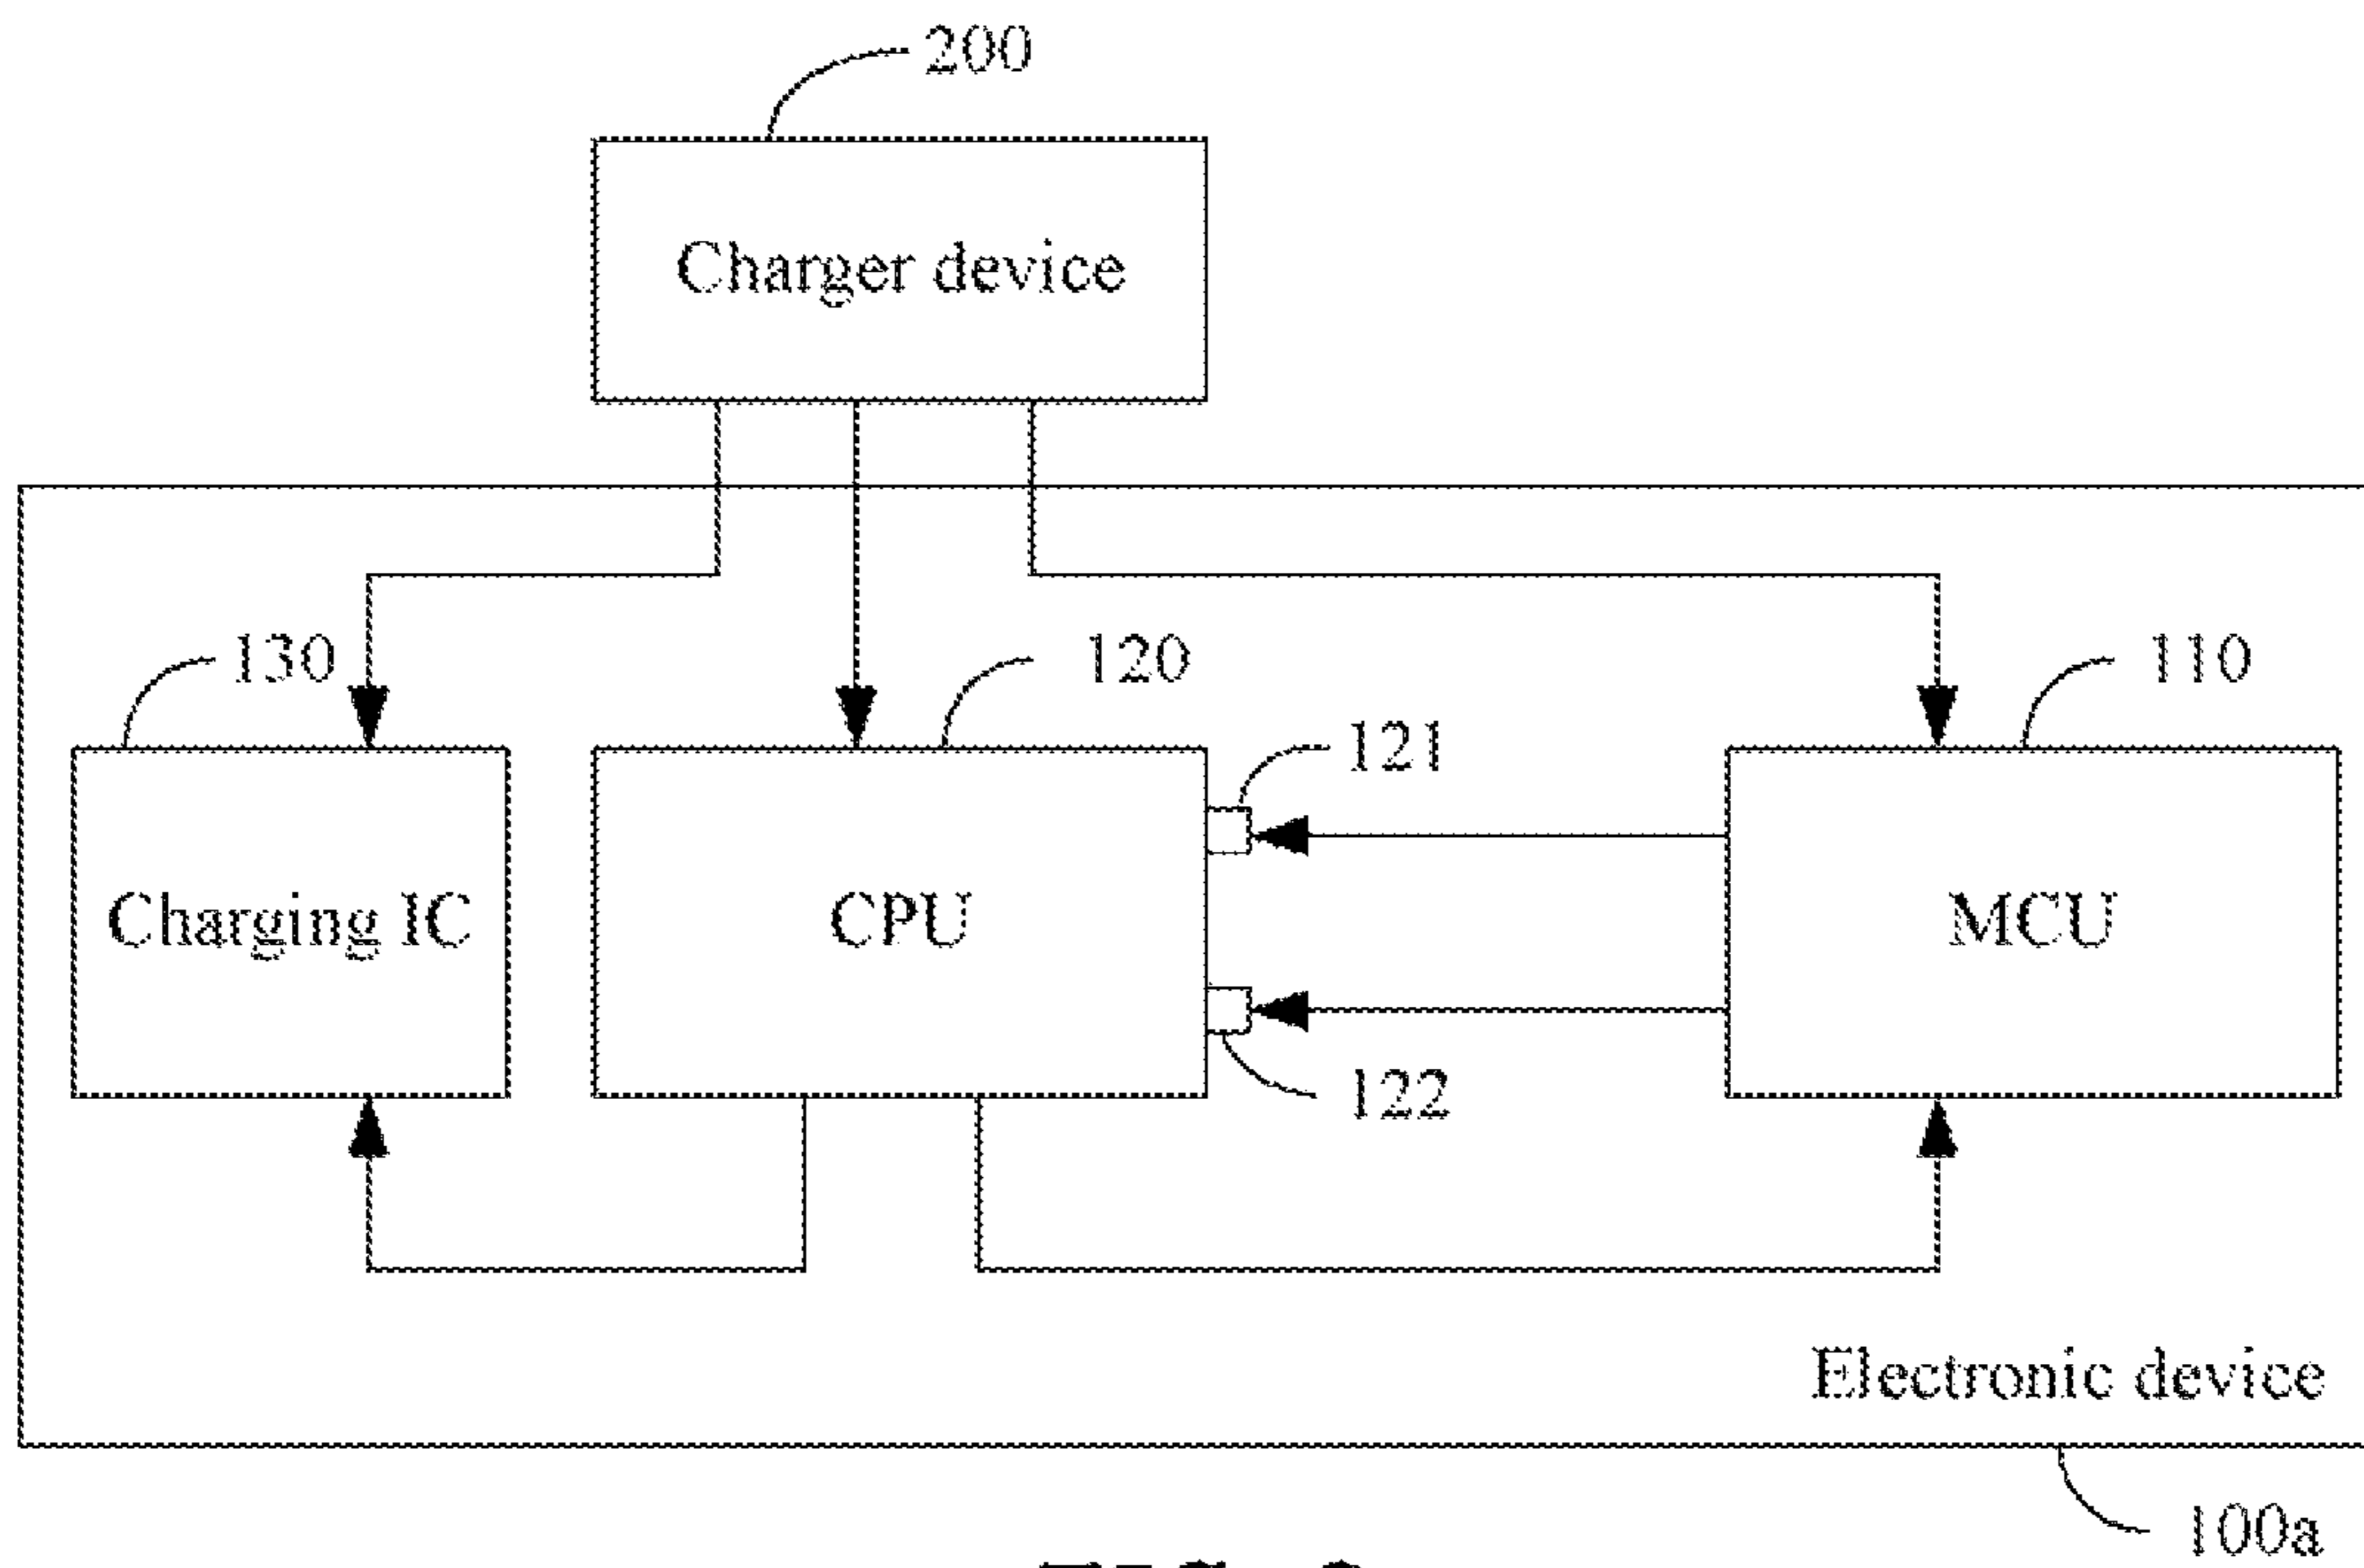 200
Charger device
130
120
110
121
Charging IC
CPU
MCU
122
Electronic device
100a